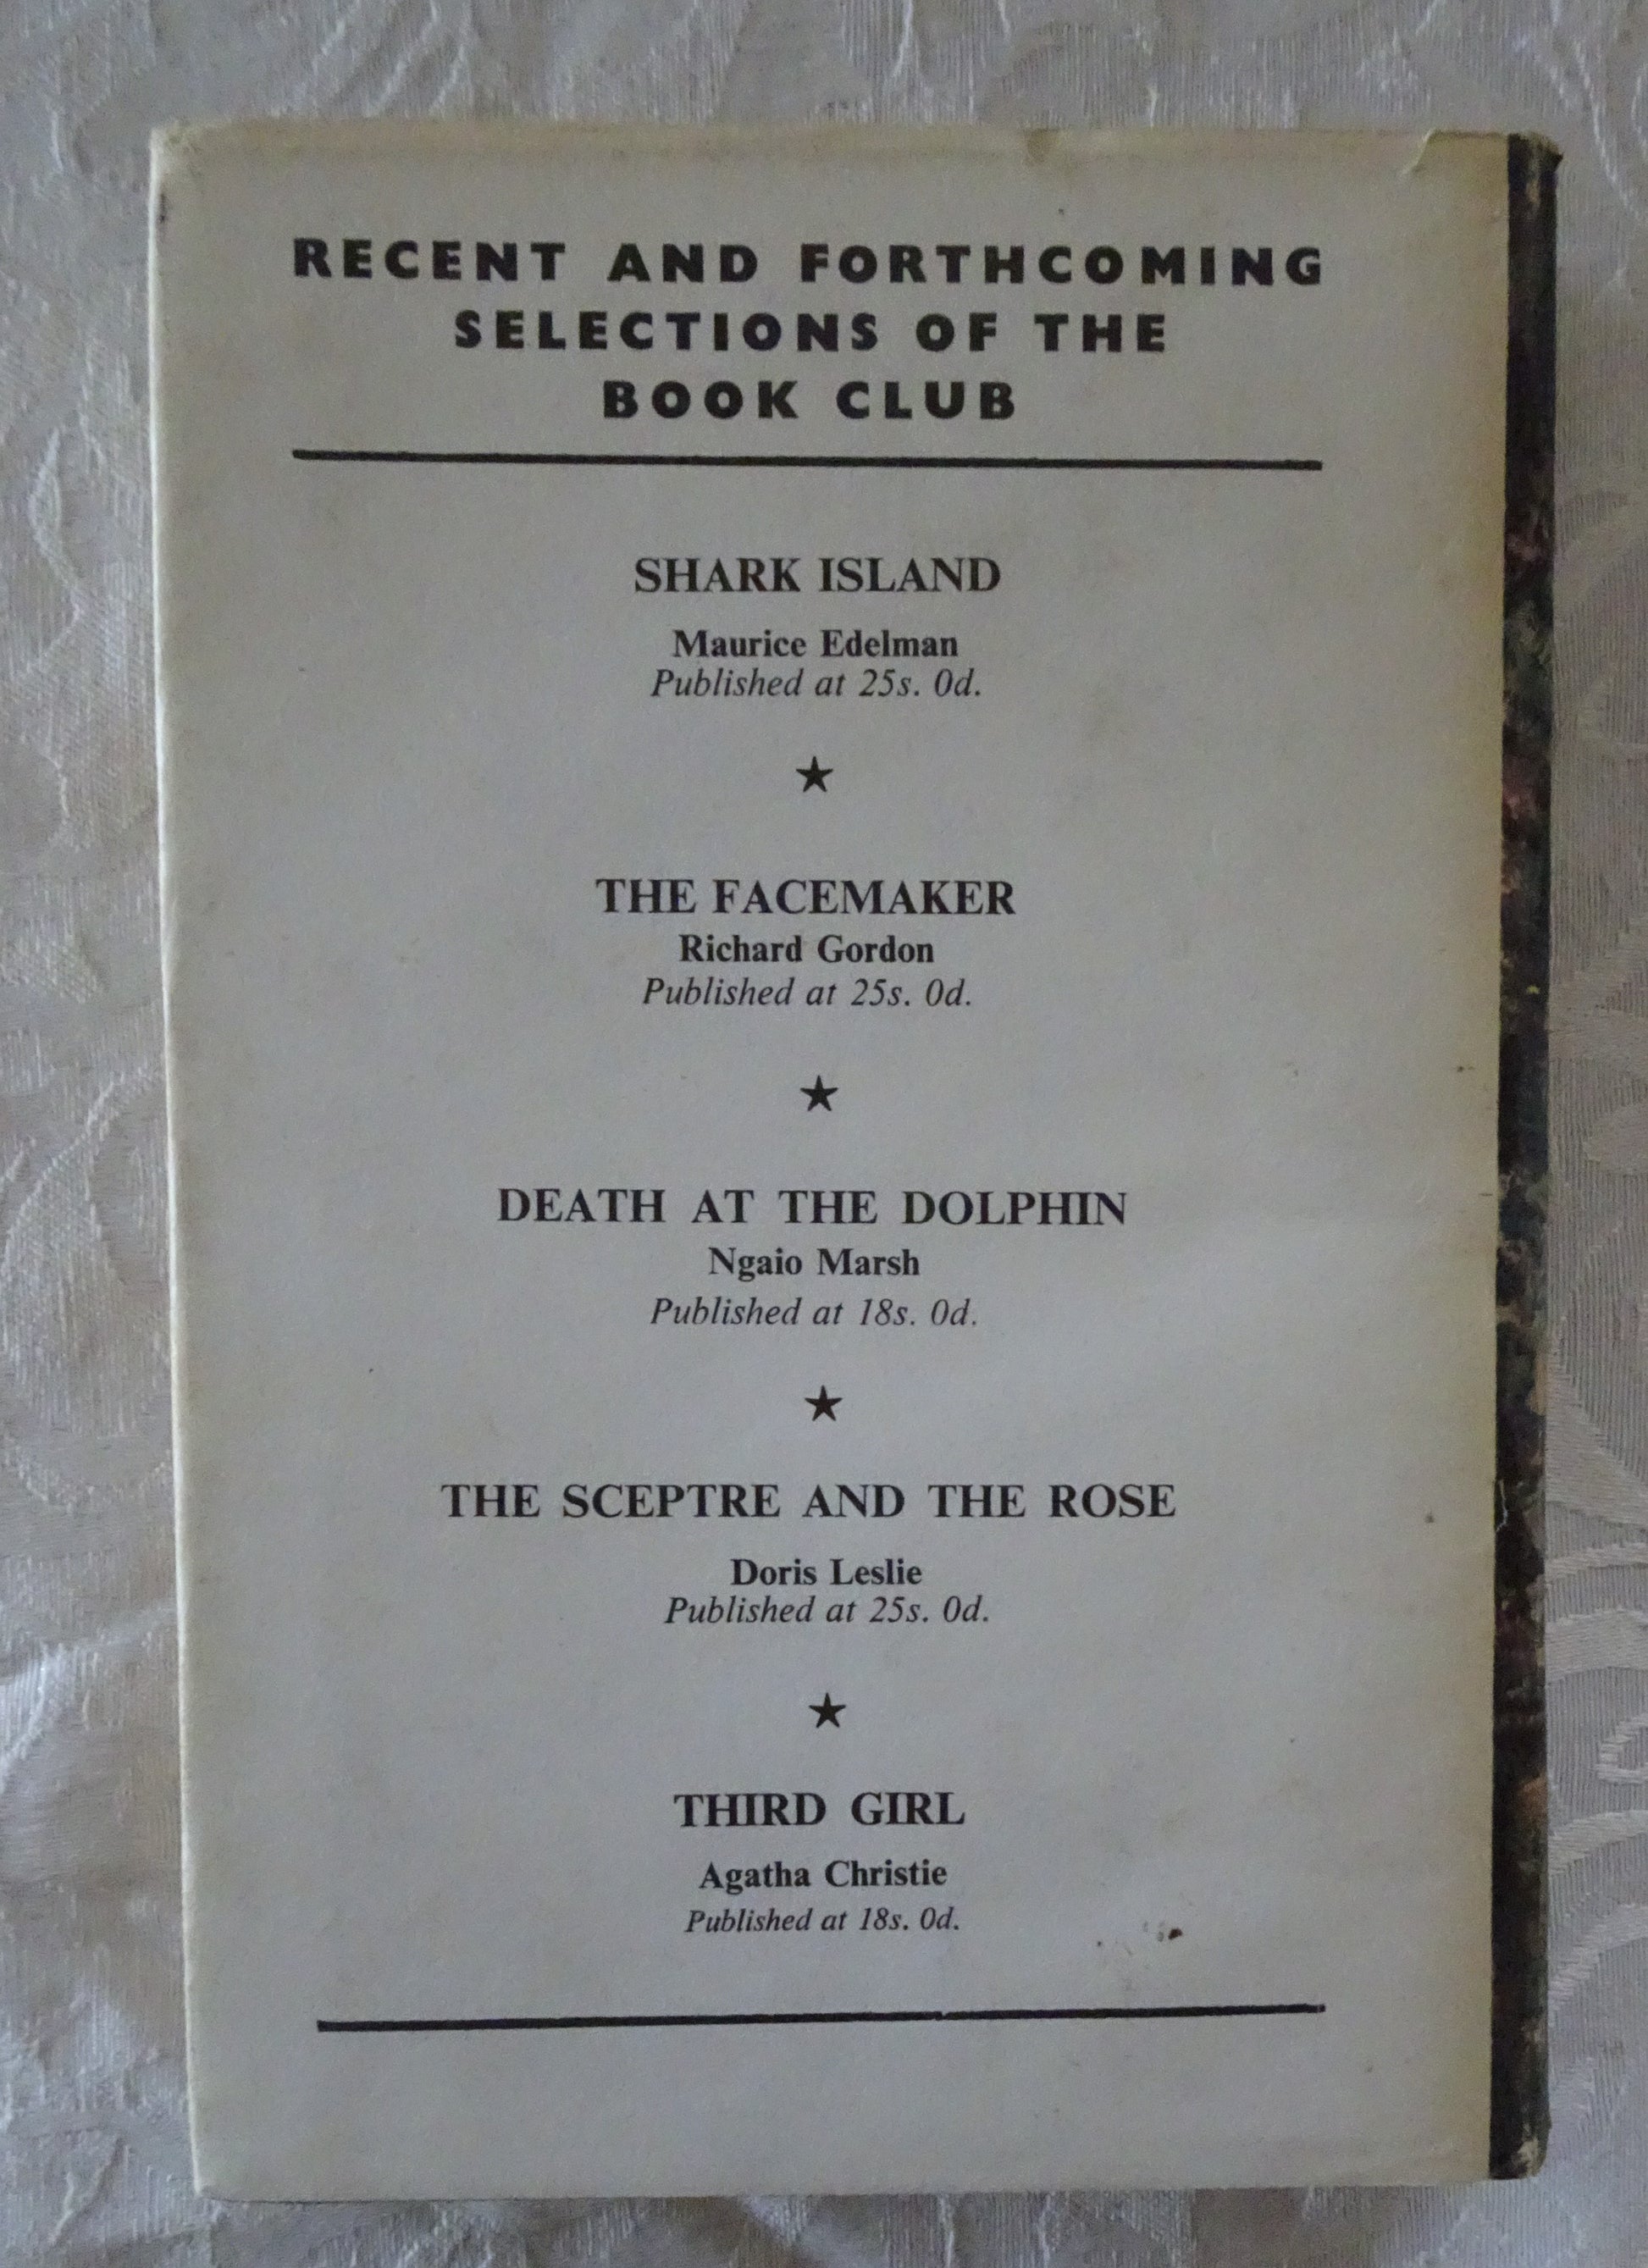 RECENT AND FORTHCOMING
SELECTIONS OF THE
BOOK CLUB
SHARK ISLAND
Maurice Edelman
Published at 25s. 0d.
★
THE FACEMAKER
Richard Gordon
Published at 25s. 0d.
★
DEATH AT THE DOLPHIN
Ngaio Marsh
Published at 18s. 0d.
★
THE SCEPTRE AND THE ROSE
Doris Leslie
Published at 25s. 0d.
★
THIRD GIRL
Agatha Christie
Published at 18s. 0d.